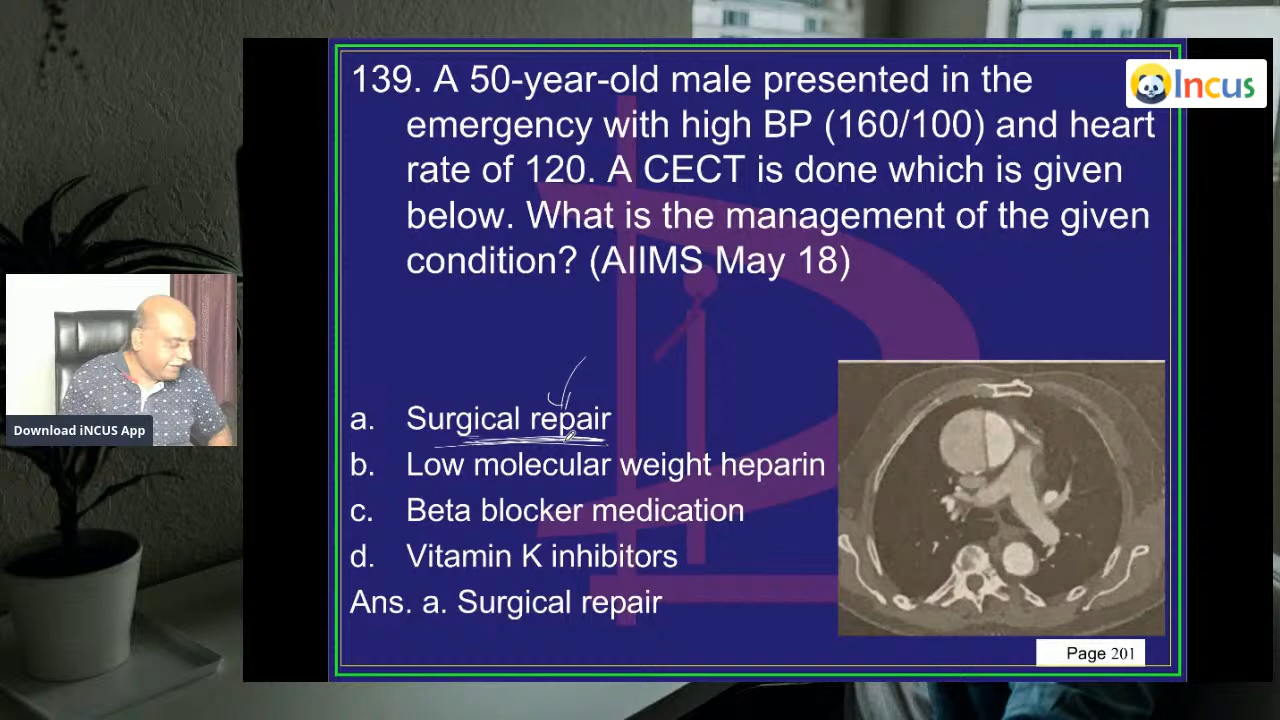 139. A 50-year-old male presented in the
emergency with high BP (160/100) and heart
rate of 120. A CECT is done which is given
below. What is the management of the given
condition? (AIIMS May 18)
Incus
a. Surgical repair
b. Low molecular weight heparin
c. Beta blocker medication
d. Vitamin K inhibitors
Ans. a. Surgical repair
Download iNCUS App
Page 201